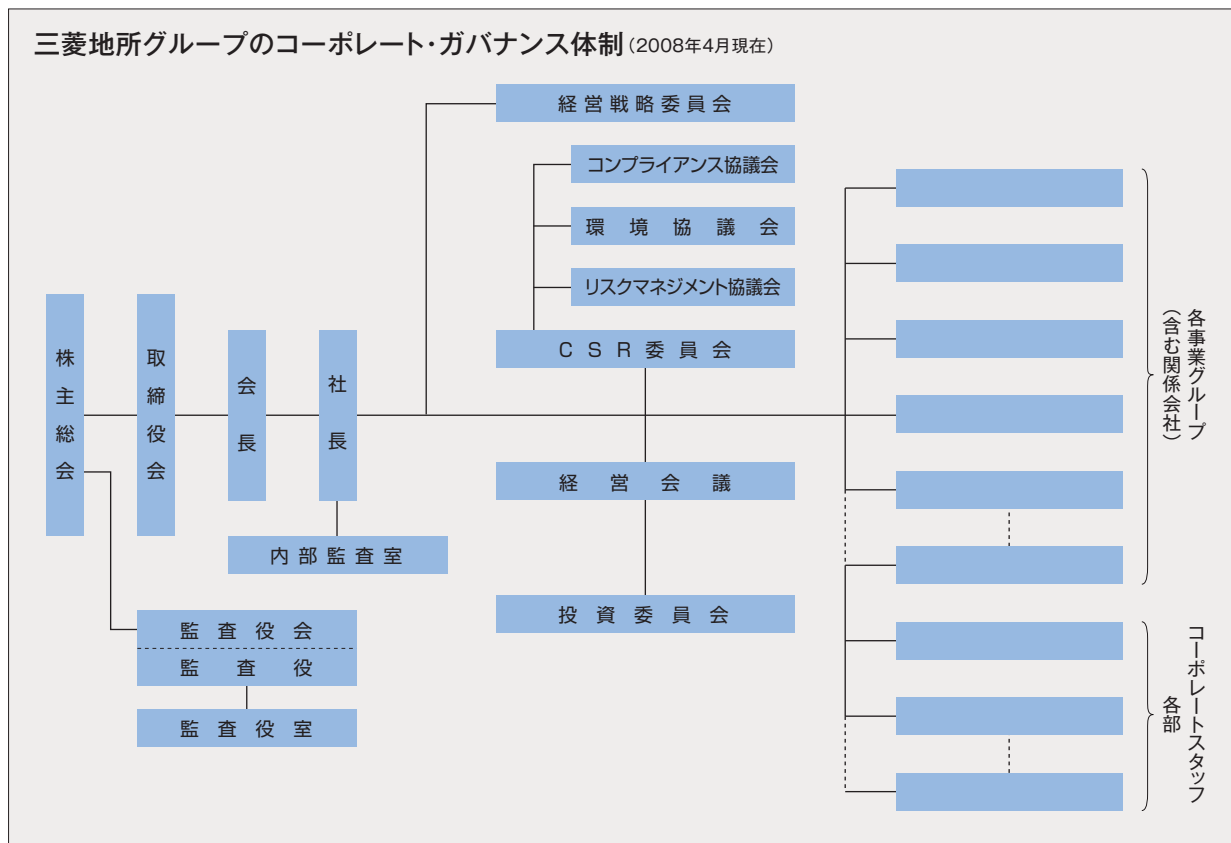 三菱地所グループのコーポレート・ガバナンス体制(2008年4月現在)
経営戦略委員会
コンプライアンス協議会
環境協議会
リスクマネジメント協議会
CSR委員会
株主総会
取締役会
会長
社長
経営会議
内部監査室
投資委員会
監査役会
監査役
監査役室
各事業グループ
(含む関係会社)
コーポレートスタッフ
各部